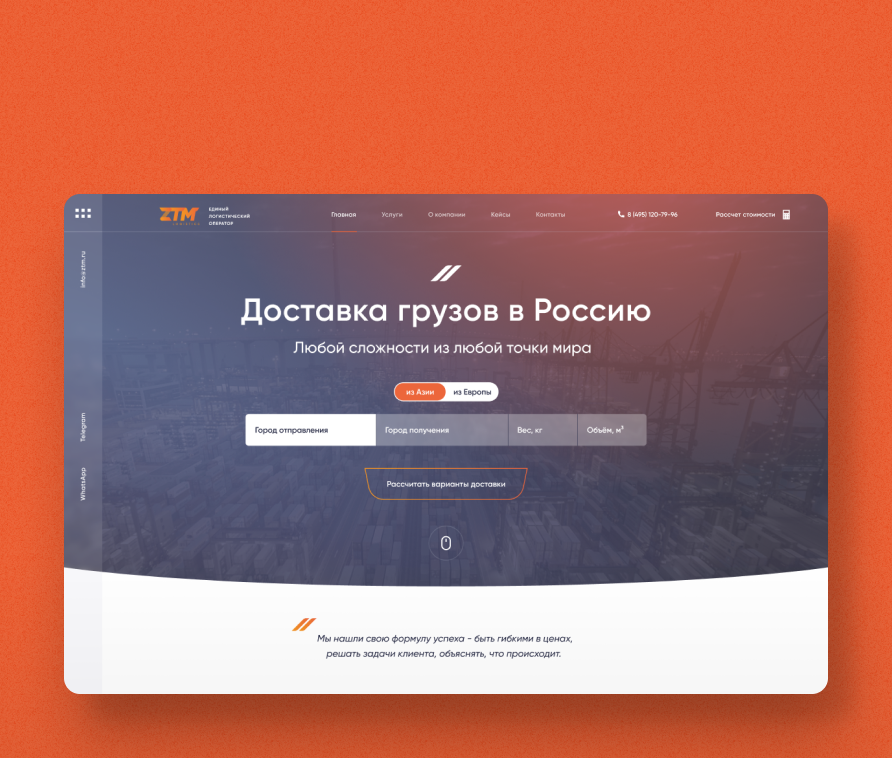 ZTM
ЕДИНЫЙ
ЛОГИСТИЧЕСКИЙ
ОПЕРАТОР
Главная
Услуги
О компании
Кейсы
Контакты
8 (495) 120-79-96
Рассчет стоимости
info@ztm.ru
Telegram
WhatsApp
Доставка грузов в Россию
Любой сложности из любой точки мира
из Азии
из Европы
Город отправления
Город получения
Вес, кг
Объём, м³
Рассчитать варианты доставки
Мы нашли свою формулу успеха - быть гибкими в ценах,
решать задачи клиента, объяснять, что происходит.